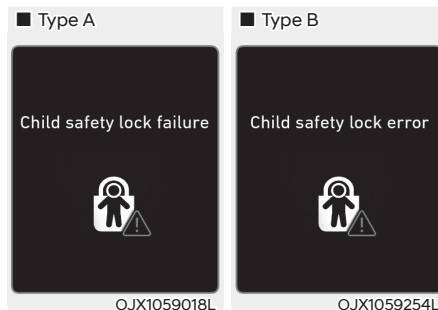 ■ Type A
Child safety lock failure
OJX1059018L
■ Type B
Child safety lock error
OJX1059254L